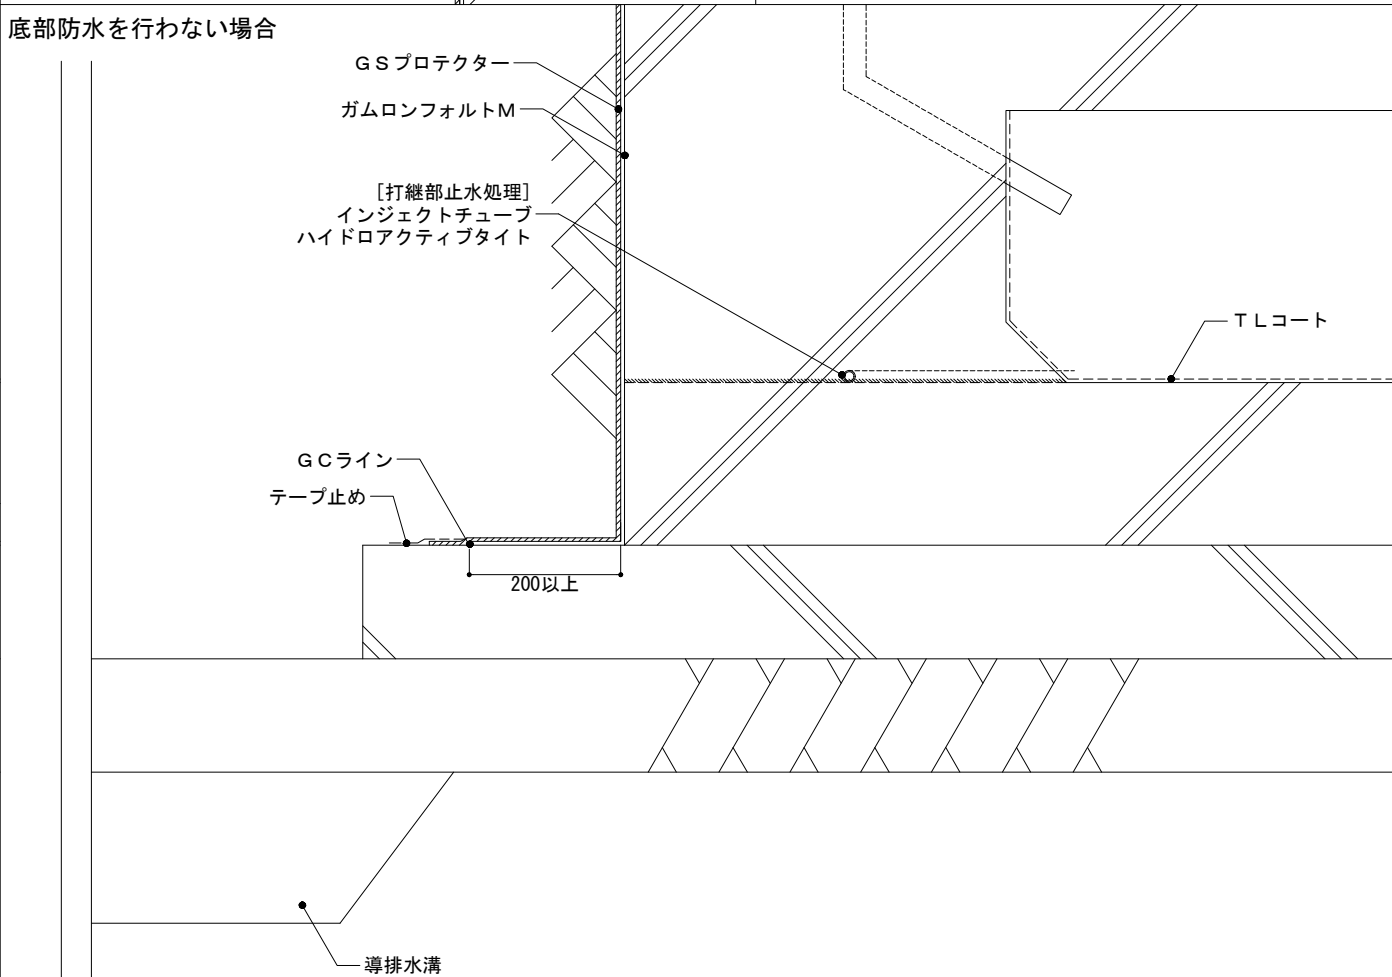 底部防水を行わない場合
ＧＳプロテクター
ガムロンフォルトＭ
［打継部止水処理］
インジェクトチューブ
ハイドロアクティブタイト
ＴＬコート
ＧＣライン
テープ止め
200以上
導排水溝